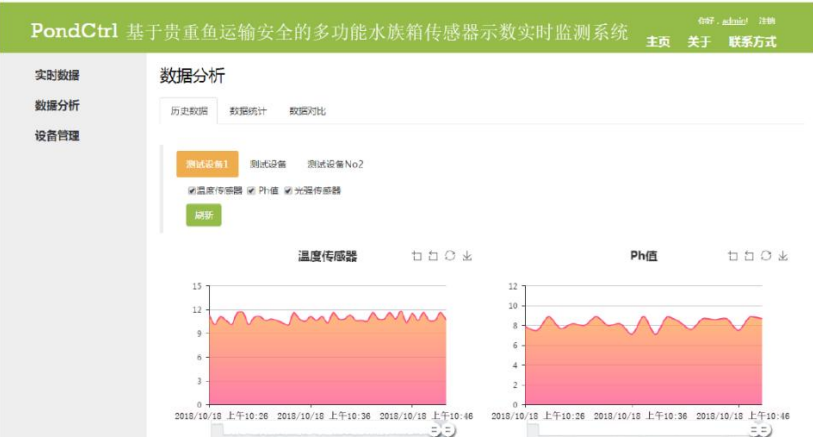 PondCtrl 基于贵重鱼运输安全的多功能水族箱传感器示数实时监测系统
你好，admin! 注销
主页 关于 联系方式
实时数据
数据分析
设备管理
数据分析
历史数据 数据统计 数据对比
测试设备1 测试设备 测试设备No2
温度传感器 Ph值 光强传感器
刷新
温度传感器
15
12
9
6
3
0
2018/10/18 上午10:26 2018/10/18 上午10:36 2018/10/18 上午10:46
Ph值
12
10
8
6
4
2
0
2018/10/18 上午10:26 2018/10/18 上午10:36 2018/10/18 上午10:46